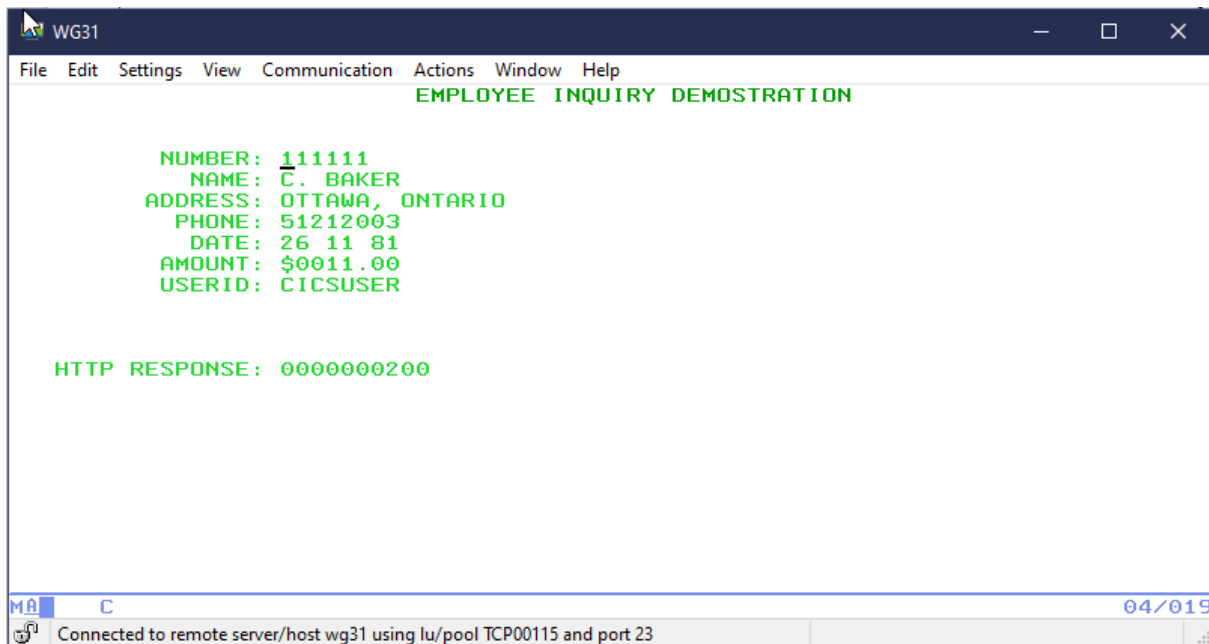 WG31
File Edit Settings View Communication Actions Window Help
EMPLOYEE INQUIRY DEMOSTRATION
NUMBER: 111111
NAME: C. BAKER
ADDRESS: OTTAWA, ONTARIO
PHONE: 51212003
DATE: 26 11 81
AMOUNT: $0011.00
USERID: CICSUSER
HTTP RESPONSE: 0000000200
MA C 04/019
Connected to remote server/host wg31 using lu/pool TCP00115 and port 23